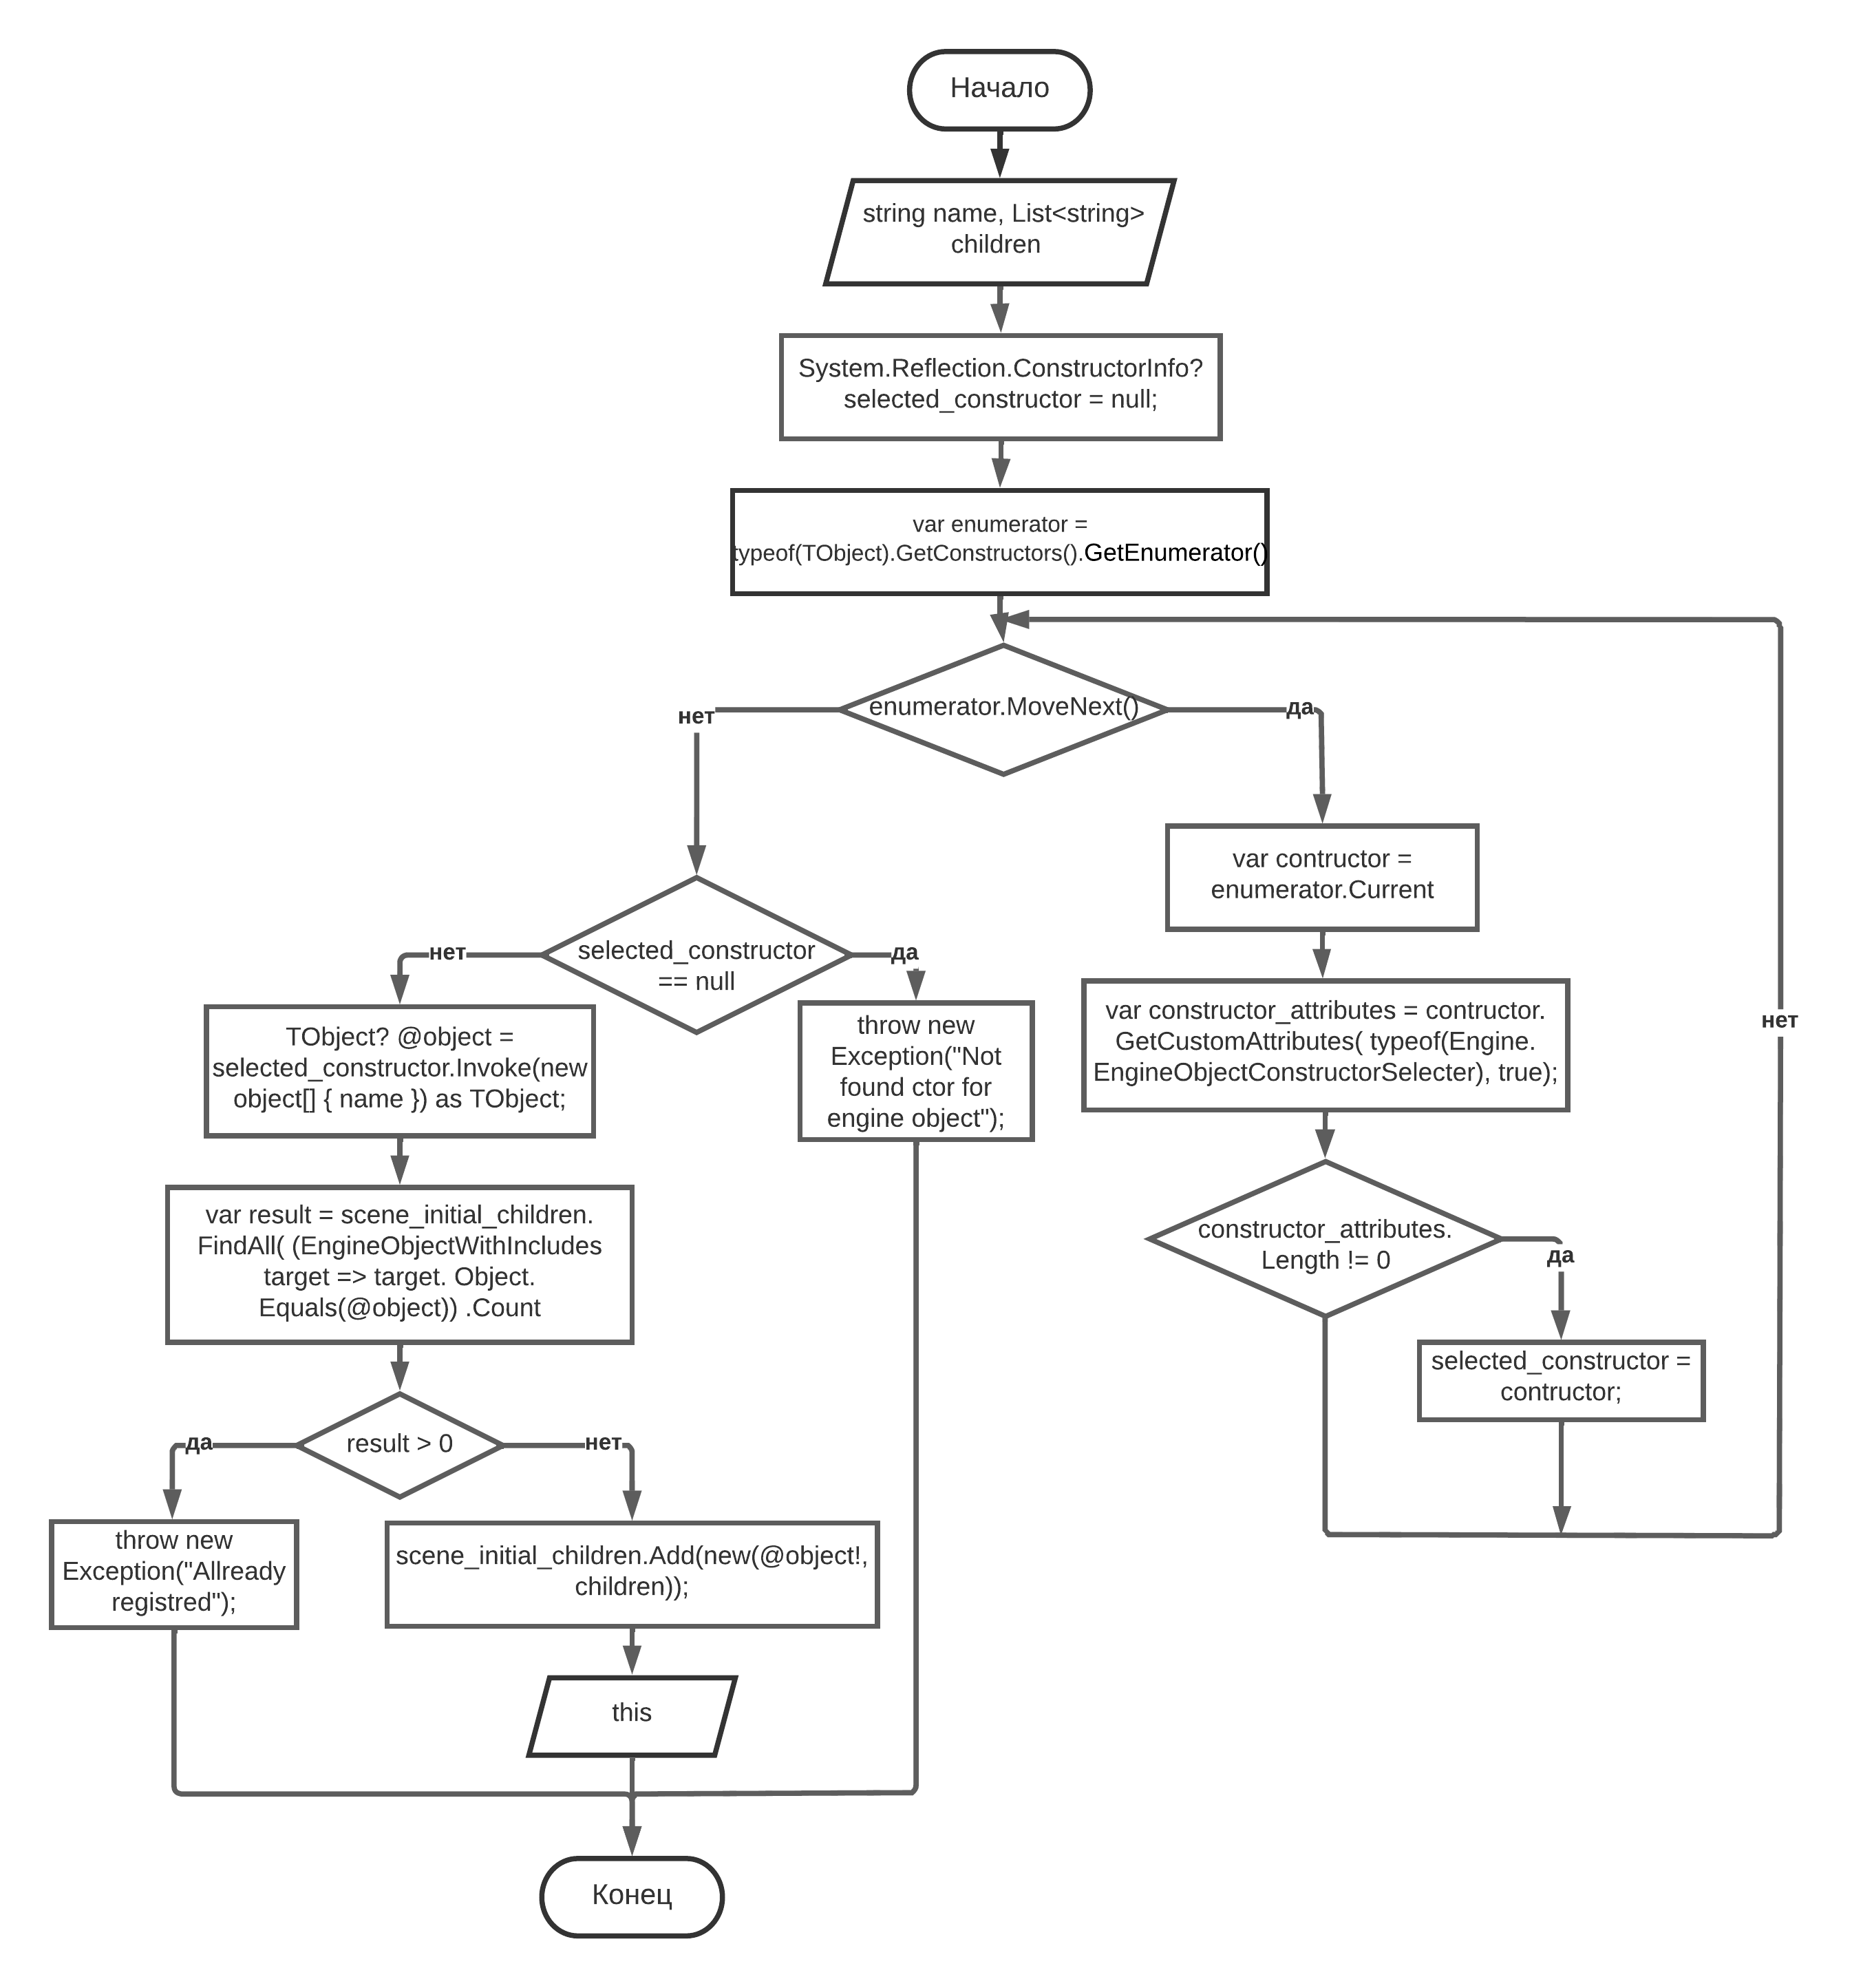 Начало
string name, List<string>
children
System.Reflection.ConstructorInfo?
selected_constructor = null;
var enumerator =
typeof(TObject).GetConstructors().GetEnumerator()
enumerator.MoveNext()
нет
да
var contructor =
enumerator.Current
selected_constructor
== null
нет
да
TObject? @object =
selected_constructor.Invoke(new
object[] { name }) as TObject;
throw new
Exception("Not
found ctor for
engine object");
var constructor_attributes = contructor.
GetCustomAttributes( typeof(Engine.
EngineObjectConstructorSelecter), true);
нет
var result = scene_initial_children.
FindAll( (EngineObjectWithIncludes
target => target. Object.
Equals(@object)) .Count
constructor_attributes.
Length != 0
да
selected_constructor =
contructor;
result > 0
да
нет
throw new
Exception("Allready
registred");
scene_initial_children.Add(new(@object!,
children));
this
Конец